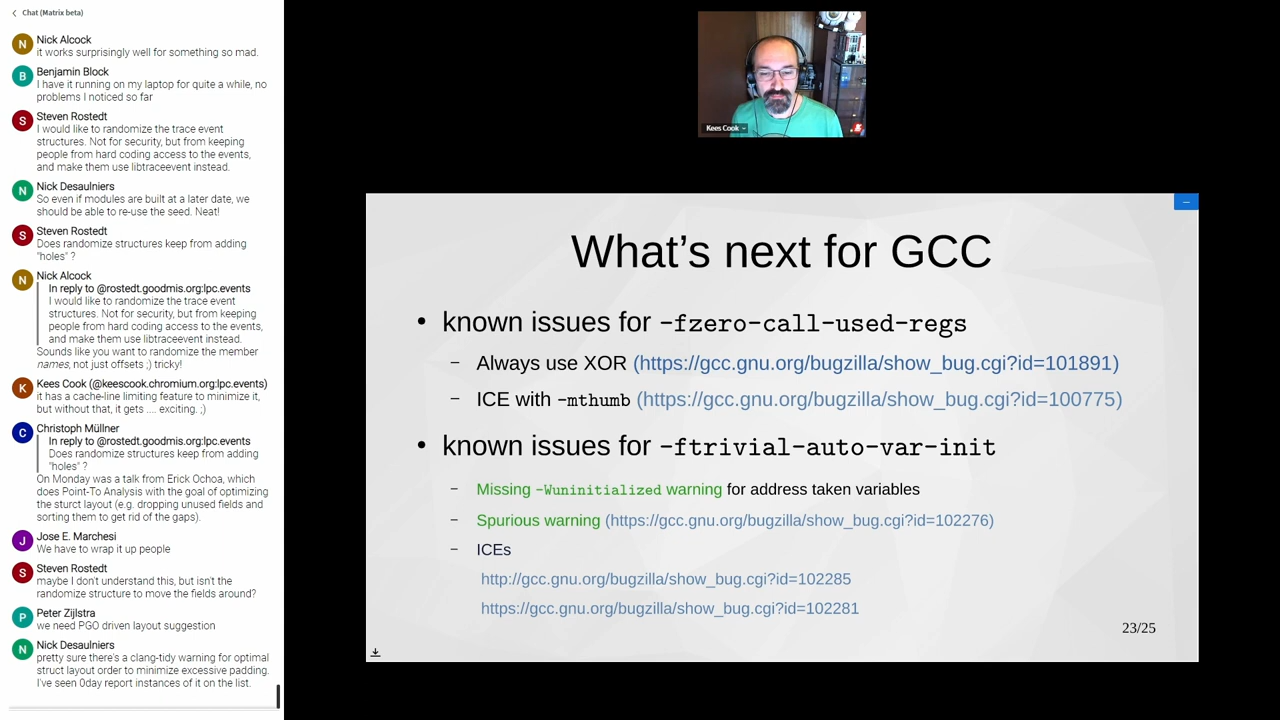 Chat (Matrix beta)
N
Nick Alcock
it works surprisingly well for something so mad.
B
Benjamin Block
I have it running on my laptop for quite a while, no
problems I noticed so far
S
Steven Rostedt
I would like to randomize the trace event
structures. Not for security, but from keeping
people from hard coding access to the events,
and make them use libtraceevent instead.
N
Nick Desaulniers
So even if modules are built at a later date, we
should be able to re-use the seed. Neat!
S
Steven Rostedt
Does randomize structures keep from adding
"holes" ?
N
Nick Alcock
In reply to @rostedt.goodmis.org:lpc.events
I would like to randomize the trace event
structures. Not for security, but from keeping
people from hard coding access to the events,
and make them use libtraceevent instead.
Sounds like you want to randomize the member
names, not just offsets ;) tricky!
K
Kees Cook (@keescook.chromium.org:lpc.events)
it has a cache-line limiting feature to minimize it,
but without that, it gets .... exciting. ;)
C
Christoph Müllner
In reply to @rostedt.goodmis.org:lpc.events
Does randomize structures keep from adding
"holes" ?
On Monday was a talk from Erick Ochoa, which
does Point-To Analysis with the goal of optimizing
the sturct layout (e.g. dropping unused fields and
sorting them to get rid of the gaps).
J
Jose E. Marchesi
We have to wrap it up people
S
Steven Rostedt
maybe I don't understand this, but isn't the
randomize structure to move the fields around?
P
Peter Zijlstra
we need PGO driven layout suggestion
N
Nick Desaulniers
pretty sure there's a clang-tidy warning for optimal
struct layout order to minimize excessive padding.
I've seen 0day report instances of it on the list.
Kees Cook
What's next for GCC
• known issues for -fzero-call-used-regs
– Always use XOR (https://gcc.gnu.org/bugzilla/show_bug.cgi?id=101891)
– ICE with -mthumb (https://gcc.gnu.org/bugzilla/show_bug.cgi?id=100775)
• known issues for -ftrivial-auto-var-init
– Missing -Wuninitialized warning for address taken variables
– Spurious warning (https://gcc.gnu.org/bugzilla/show_bug.cgi?id=102276)
– ICEs
http://gcc.gnu.org/bugzilla/show_bug.cgi?id=102285
https://gcc.gnu.org/bugzilla/show_bug.cgi?id=102281
23/25